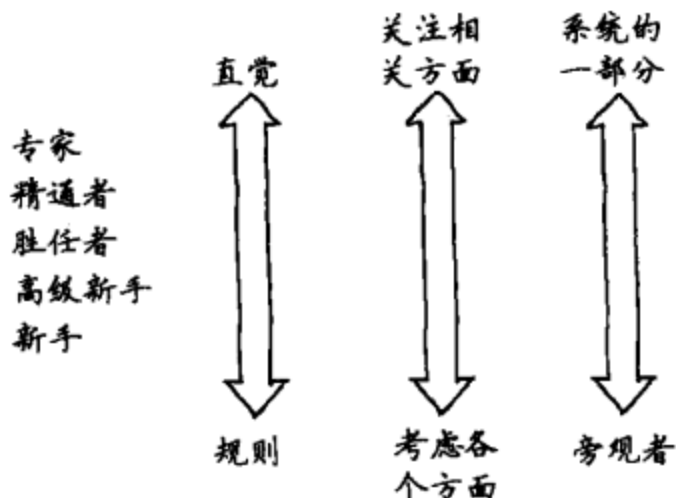 直觉
关注相
关方面
系统的
一部分
专家
精通者
胜任者
高级新手
新手
规则
考虑各
个方面
旁观者